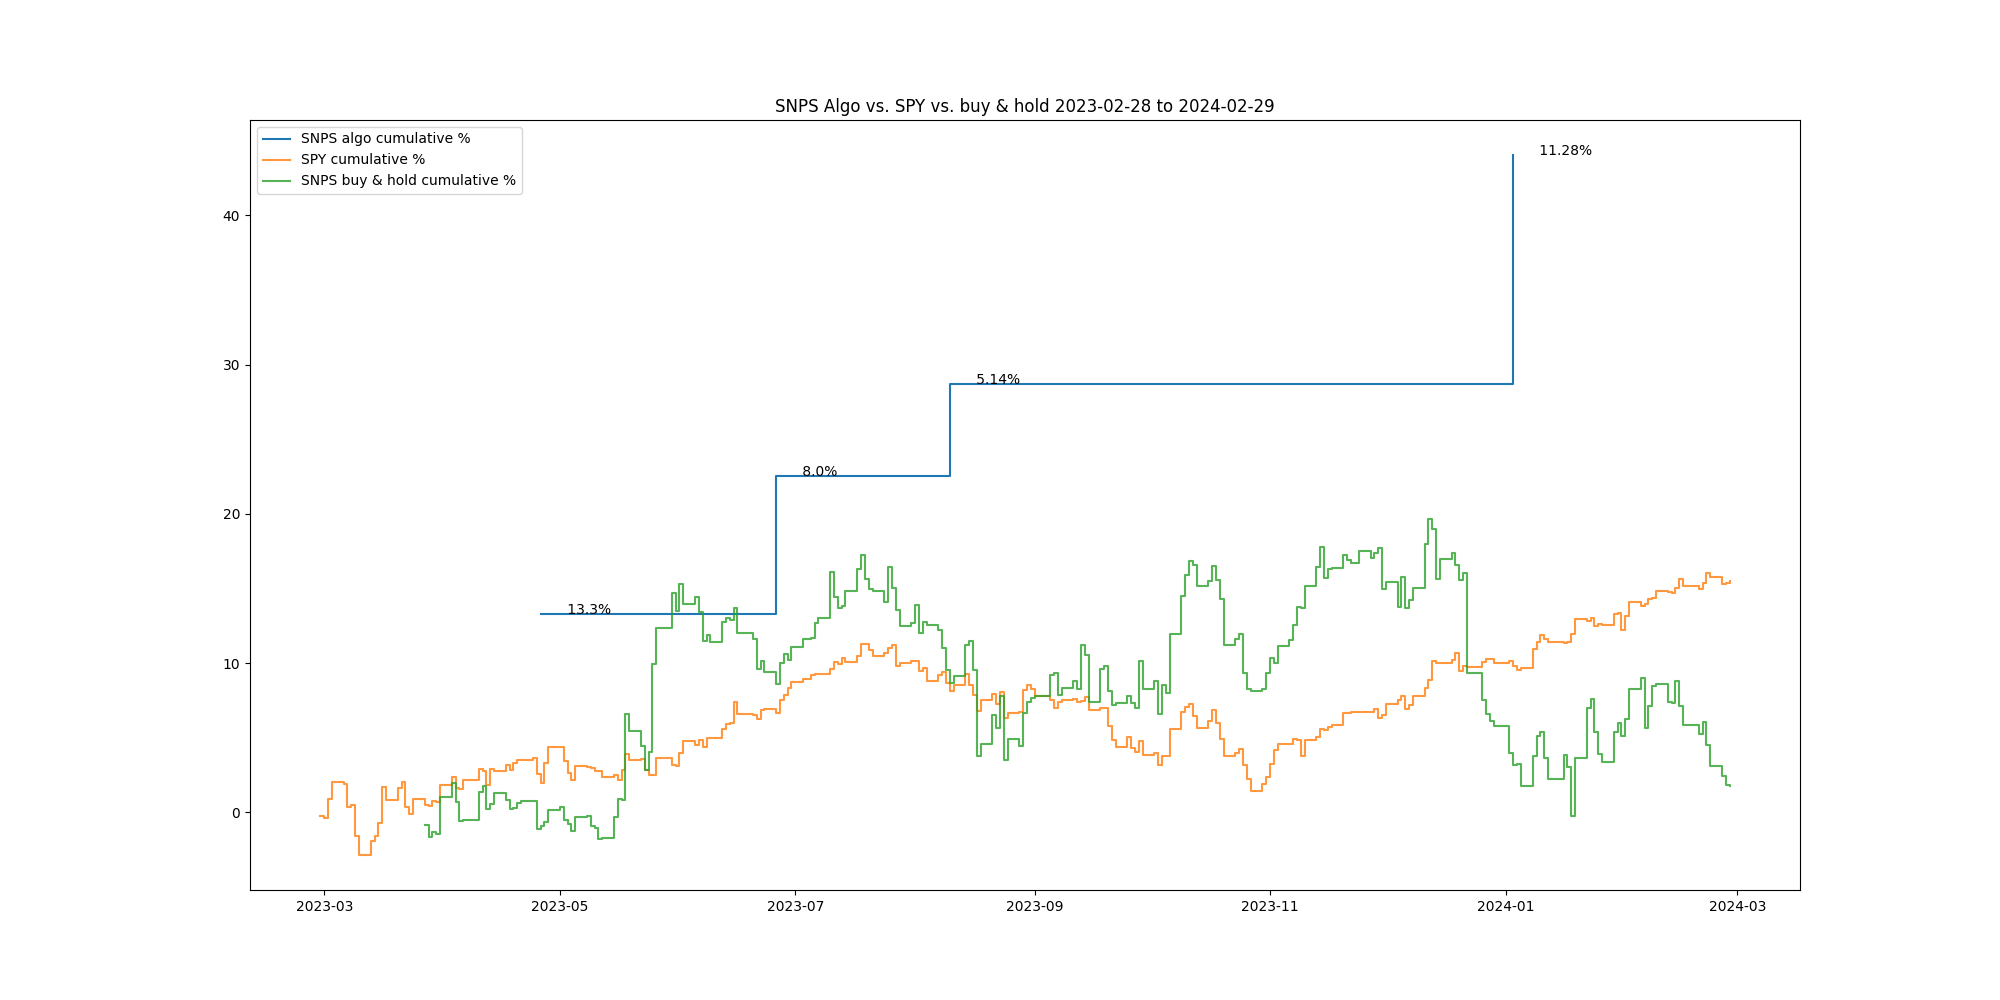 SNPS Algo vs. SPY vs. buy & hold 2023-02-28 to 2024-02-29
SNPS algo cumulative %
SPY cumulative %
SNPS buy & hold cumulative %
11.28%
40
30
5.14%
8.0%
20
13.3%
10
0
2023-03 2023-05 2023-07 2023-09 2023-11 2024-01 2024-03